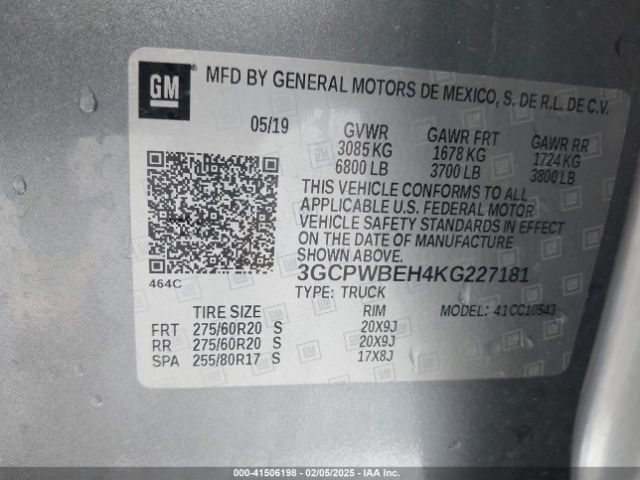 GM
MFD BY GENERAL MOTORS DE MEXICO, S. DE R.L. DE C.V.
05/19 GVWR GAWR FRT GAWR RR
3085 KG 1678 KG 1724 KG
6800 LB 3700 LB 3800 LB
THIS VEHICLE CONFORMS TO ALL
APPLICABLE U.S. FEDERAL MOTOR
VEHICLE SAFETY STANDARDS IN EFFECT
ON DATE OF MANUFACTURE
SHOWN ABOVE.
3GCPWBEH4KG227181
464C
TYPE: TRUCK MODEL: 41 CC10543
TIRE SIZE RIM
FRT 275/60R20 S 20X9J
RR 275/60R20 S 20X9J
SPA 255/80R17 S 17X8J
000-41506198 - 02/05/2025 - IAA Inc.